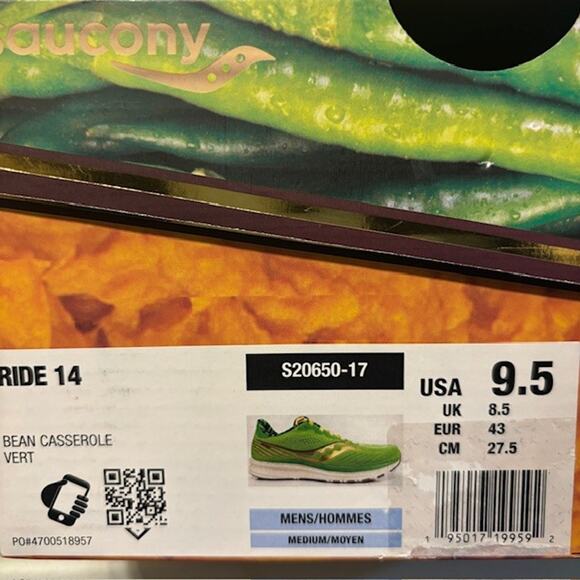 saucony
RIDE 14
S20650-17
USA 9.5
UK 8.5
EUR 43
CM 27.5
BEAN CASSEROLE
VERT
MENS/HOMMES
MEDIUM/MOYEN
PO#4700518957
1 95017 19959 2